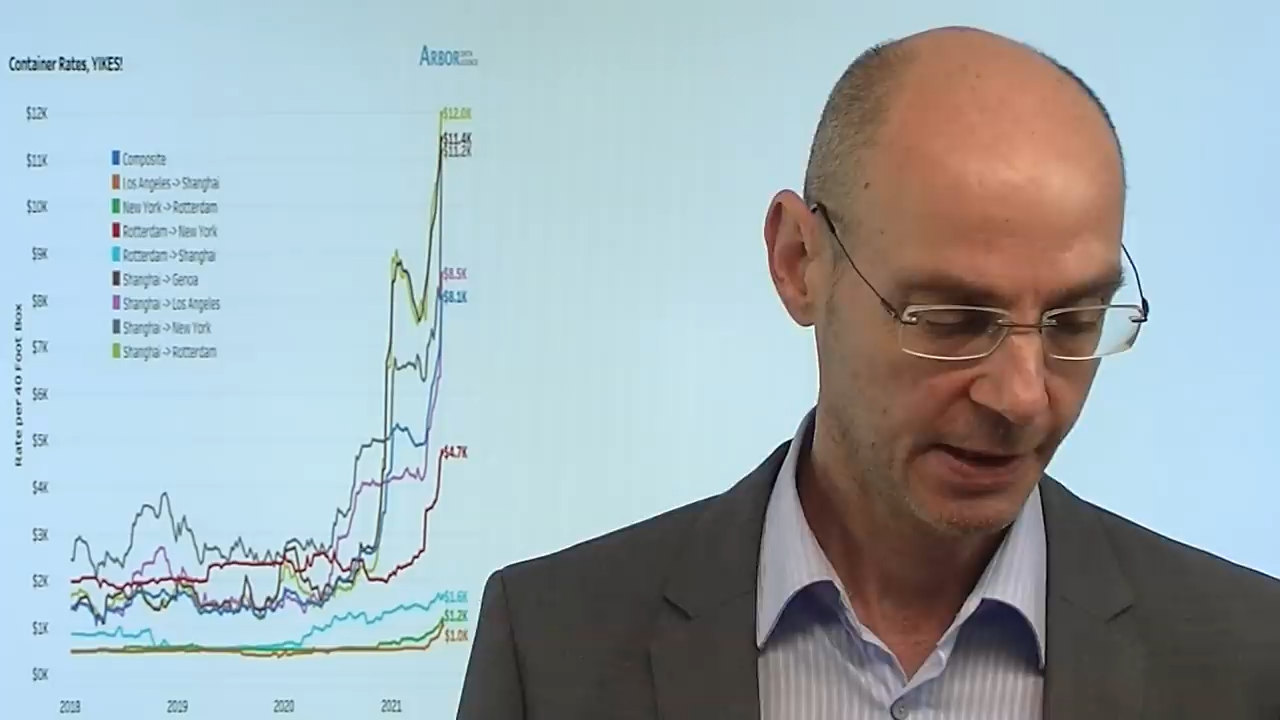 ARBOR DATA SCIENCE
Container Rates, YIKES!
$12K
$11K
$10K
$9K
$8K
$7K
$6K
$5K
$4K
$3K
$2K
$1K
$0K
Rate per 40 Foot Box
Composite
Los Angeles -> Shanghai
New York -> Rotterdam
Rotterdam -> New York
Rotterdam -> Shanghai
Shanghai -> Genoa
Shanghai -> Los Angeles
Shanghai -> New York
Shanghai -> Rotterdam
$12.0K
$11.4K
$11.2K
$8.5K
$8.1K
$4.7K
$1.6K
$1.2K
$1.0K
2018
2019
2020
2021